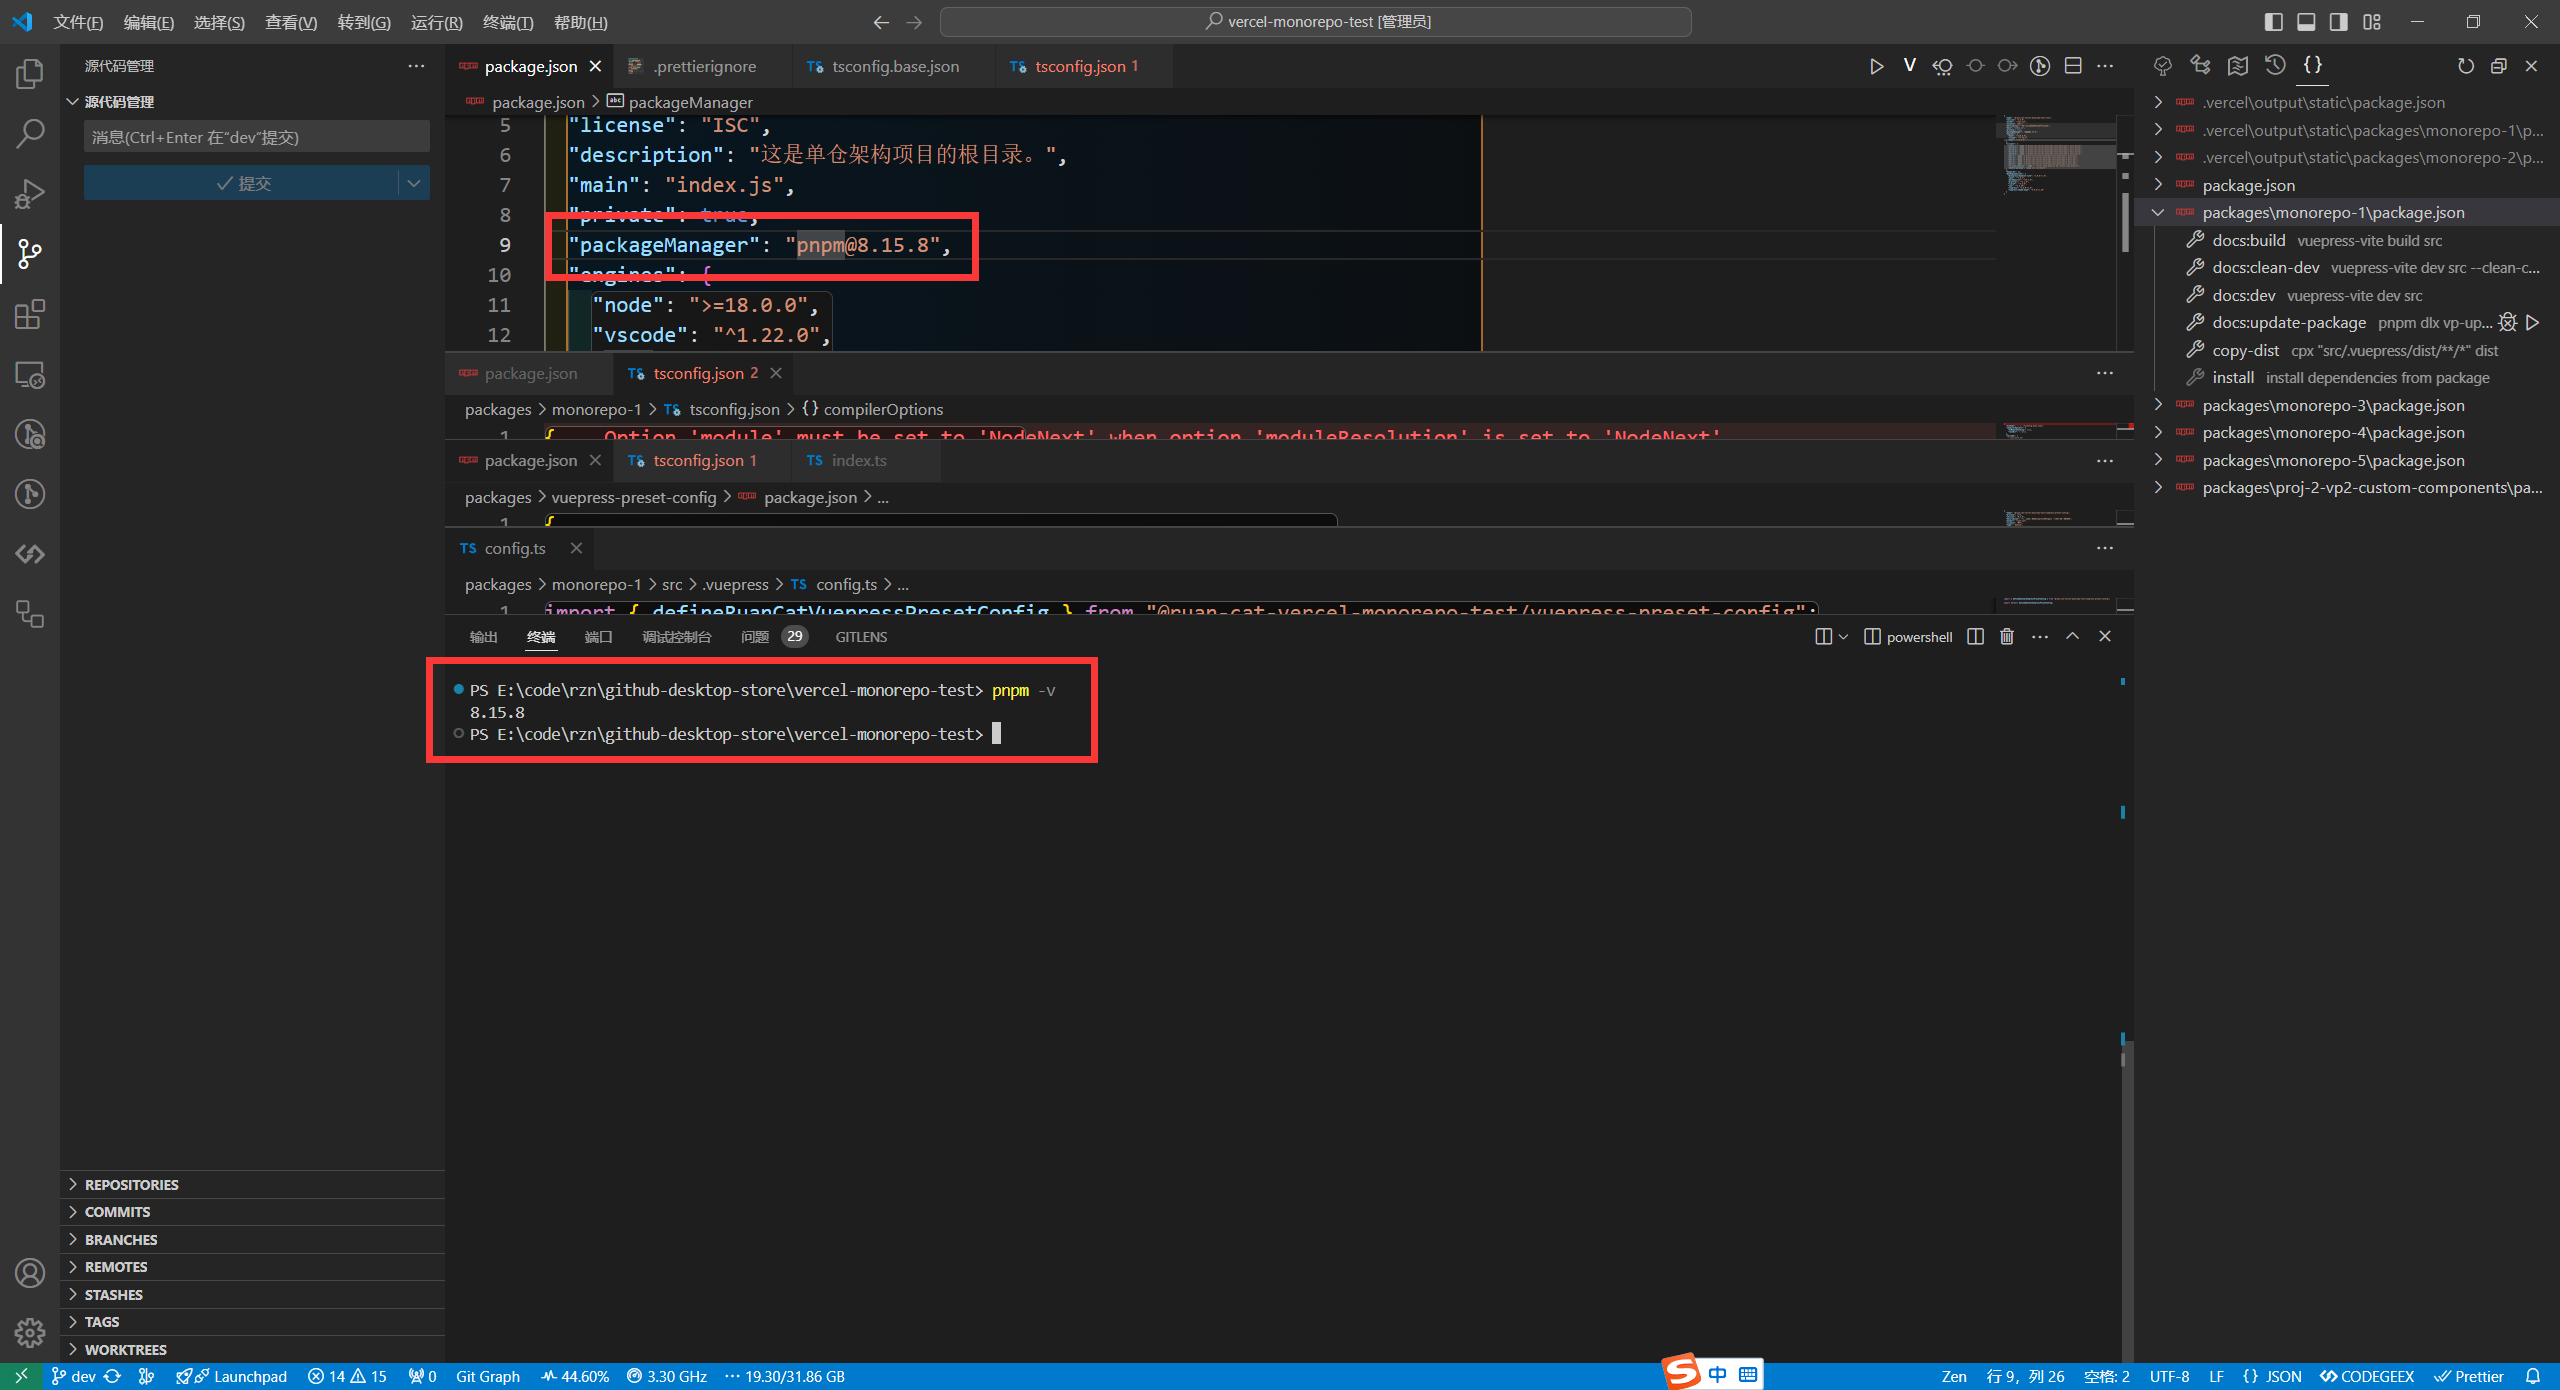 文件(F) 编辑(E) 选择(S) 查看(V) 转到(G) 运行(R) 终端(T) 帮助(H)
vercel-monorepo-test [管理员]
源代码管理
源代码管理
消息(Ctrl+Enter 在“dev”提交)
提交
REPOSITORIES
COMMITS
BRANCHES
REMOTES
STASHES
TAGS
WORKTREES
package.json .prettierignore tsconfig.base.json tsconfig.json 1
package.json > packageManager
5 "license": "ISC",
6 "description": "这是单仓架构项目的根目录。",
7 "main": "index.js",
8 "private": true,
9 "packageManager": "pnpm@8.15.8",
10 "engines": {
11 "node": ">=18.0.0",
12 "vscode": "^1.22.0",
package.json tsconfig.json 2
packages > monorepo-1 > tsconfig.json > {} compilerOptions
1 { Option 'module' must be set to 'NodeNext' when option 'moduleResolution' is set to 'NodeNext'
package.json tsconfig.json 1 index.ts
packages > vuepress-preset-config > package.json > ...
1 {
config.ts
packages > monorepo-1 > src > .vuepress > config.ts > ...
1 import { defineRuanCatVuepressPresetConfig } from "@ruan-cat-vercel-monorepo-test/vuepress-preset-config";
输出 终端 端口 调试控制台 问题 29 GITLENS
powershell
PS E:\code\rzn\github-desktop-store\vercel-monorepo-test> pnpm -v
8.15.8
PS E:\code\rzn\github-desktop-store\vercel-monorepo-test>
.vercel\output\static\package.json
.vercel\output\static\packages\monorepo-1\p...
.vercel\output\static\packages\monorepo-2\p...
package.json
packages\monorepo-1\package.json
docs:build vuepress-vite build src
docs:clean-dev vuepress-vite dev src --clean-c...
docs:dev vuepress-vite dev src
docs:update-package pnpm dlx vp-up...
copy-dist cpx "src/.vuepress/dist/**/*" dist
install install dependencies from package
packages\monorepo-3\package.json
packages\monorepo-4\package.json
packages\monorepo-5\package.json
packages\proj-2-vp2-custom-components\pa...
dev Launchpad 14 15 0 Git Graph 44.60% 3.30 GHz 19.30/31.86 GB
中
Zen 行 9，列 26 空格: 2 UTF-8 LF {} JSON CODEGEEX Prettier